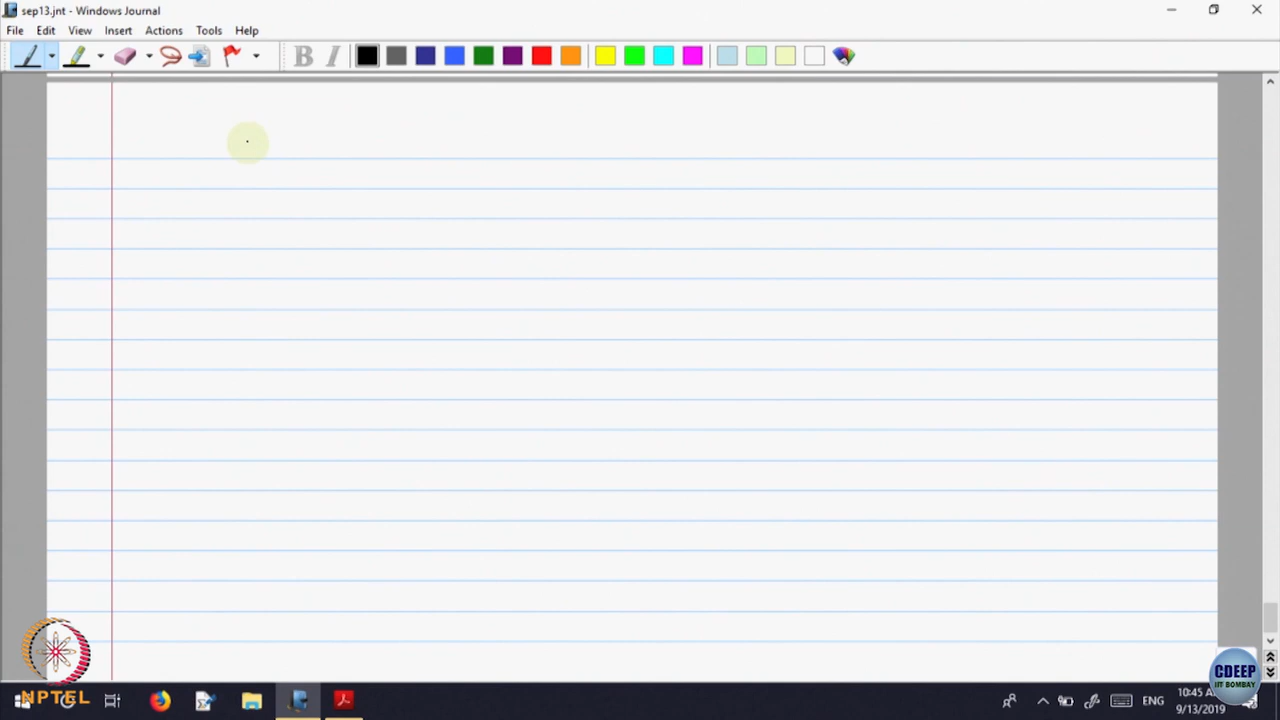 sep13.jnt - Windows Journal
File Edit View Insert Actions Tools Help
B I
NPTEL
CDEEP
IIT BOMBAY
ENG
10:45
9/13/2019